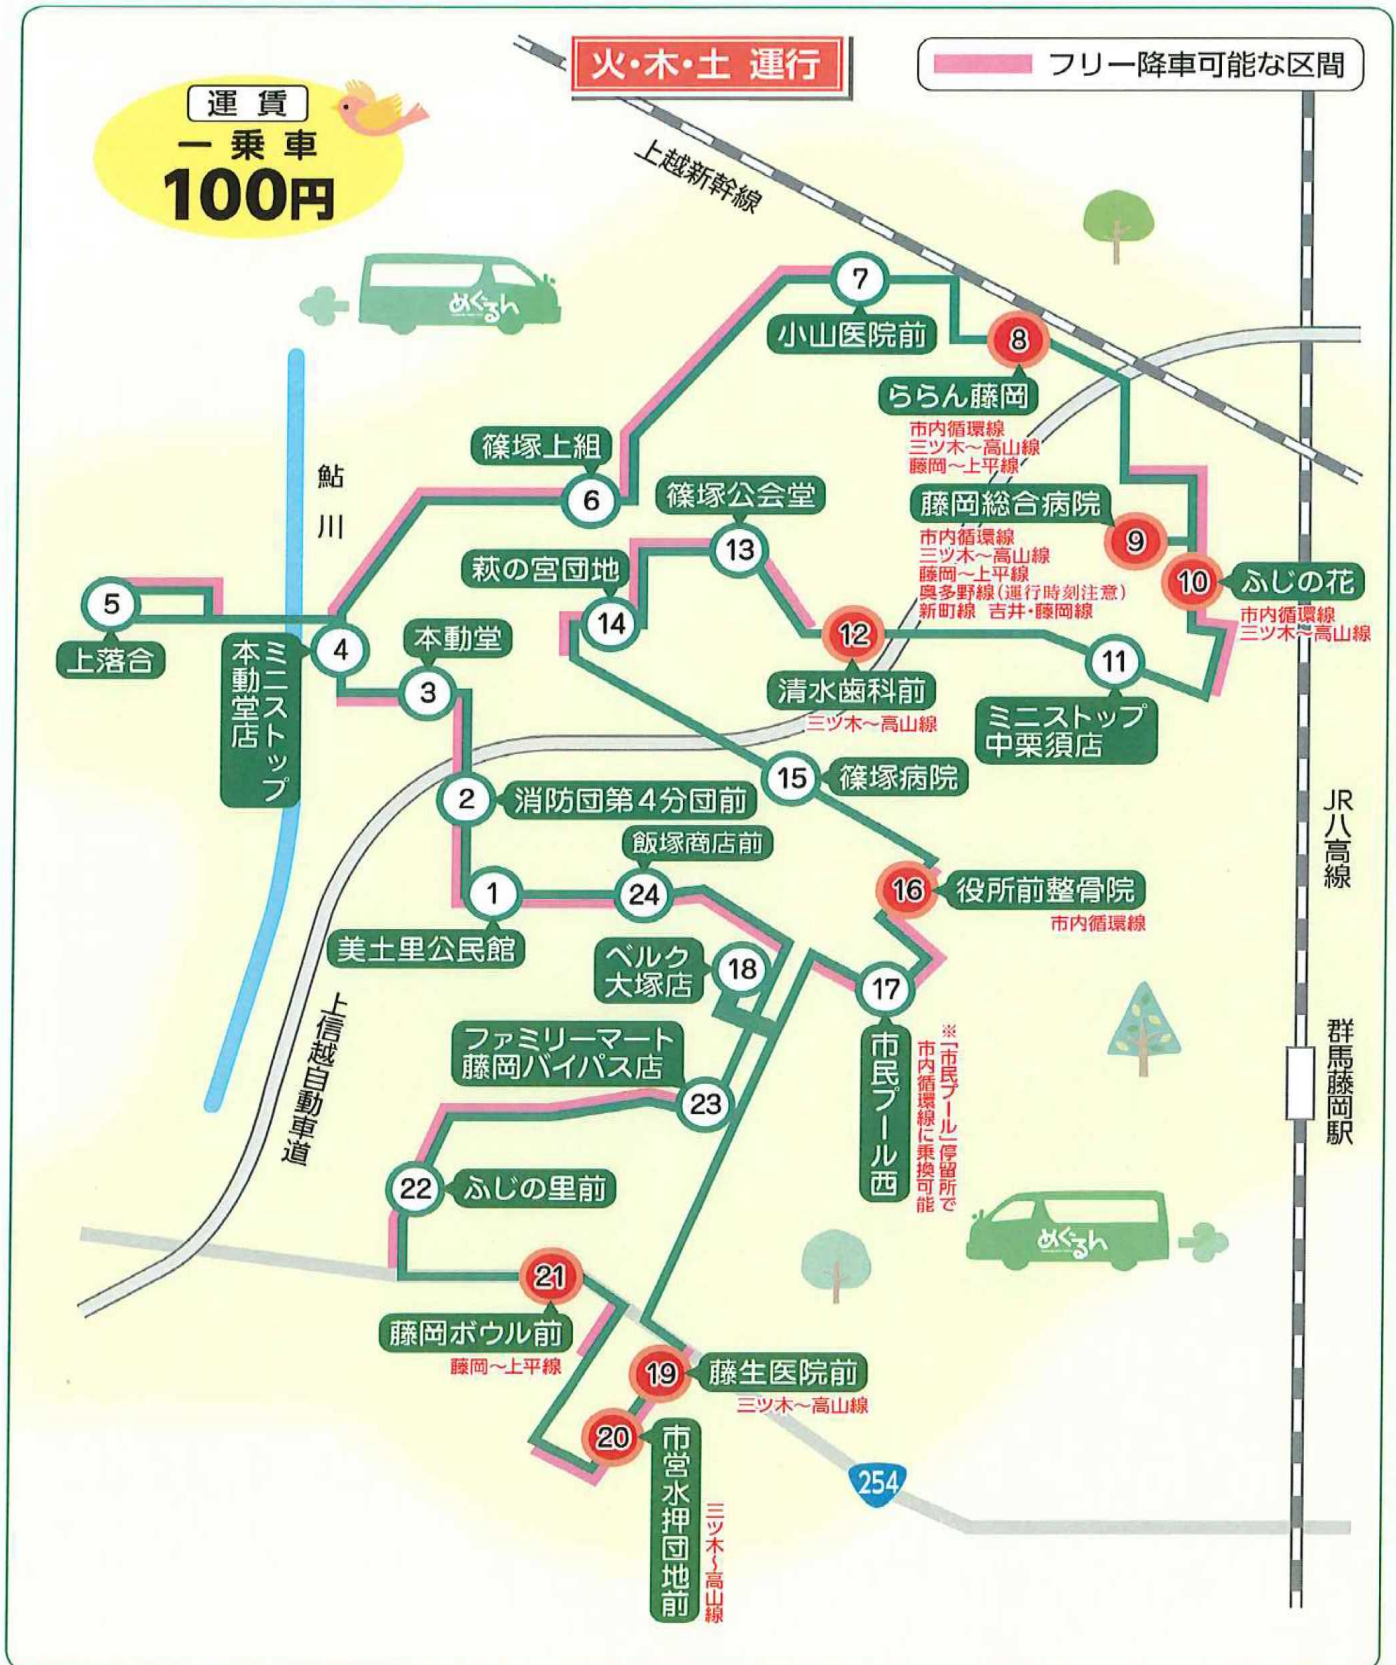 火・木・土 運行
フリー降車可能な区間
運賃
一乗車
100円
上越新幹線
めぐるん
7
小山医院前
8
ららん藤岡
市内循環線
三ツ木～高山線
藤岡～上平線
篠塚上組
6
鮎川
篠塚公会堂
13
藤岡総合病院
9
市内循環線
三ツ木～高山線
藤岡～上平線
奥多野線(運行時刻注意)
新町線 吉井・藤岡線
10
ふじの花
市内循環線
三ツ木～高山線
萩の宮団地
14
5
上落合
4
ミニストップ
本動堂店
本動堂
3
12
清水歯科前
三ツ木～高山線
11
ミニストップ
中栗須店
15
篠塚病院
2
消防団第4分団前
飯塚商店前
24
1
美土里公民館
16
役所前整骨院
市内循環線
JR八高線
ベルク
大塚店
18
17
市民プール西
※「市民プール」停留所で
市内循環線に乗換可能
上信越自動車道
ファミリーマート
藤岡バイパス店
23
群馬藤岡駅
22
ふじの里前
めぐるん
21
藤岡ボウル前
藤岡～上平線
19
藤生医院前
三ツ木～高山線
20
市営水押団地前
三ツ木～高山線
254